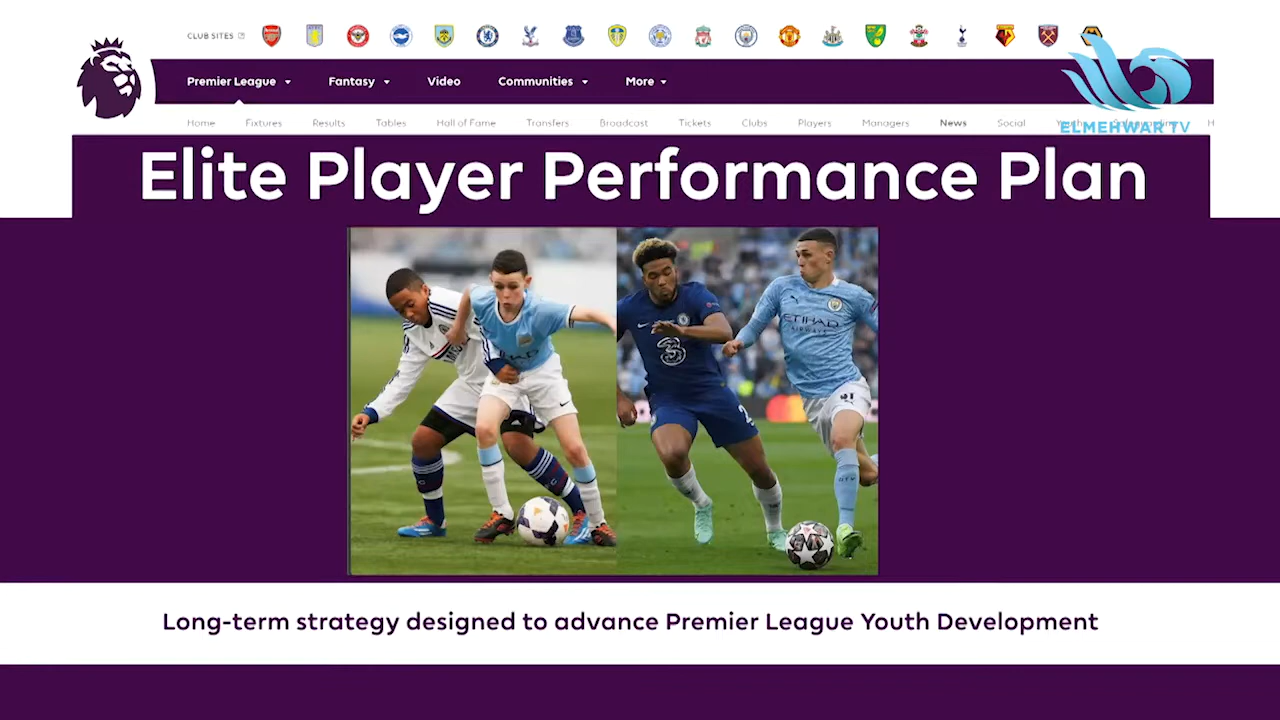 CLUB SITES
Premier League Fantasy Video Communities More
Home Fixtures Results Tables Hall of Fame Transfers Broadcast Tickets Clubs Players Managers News Social
ELMEHWAR TV
Elite Player Performance Plan
ETIHAD
AIRWAYS
3
Long-term strategy designed to advance Premier League Youth Development